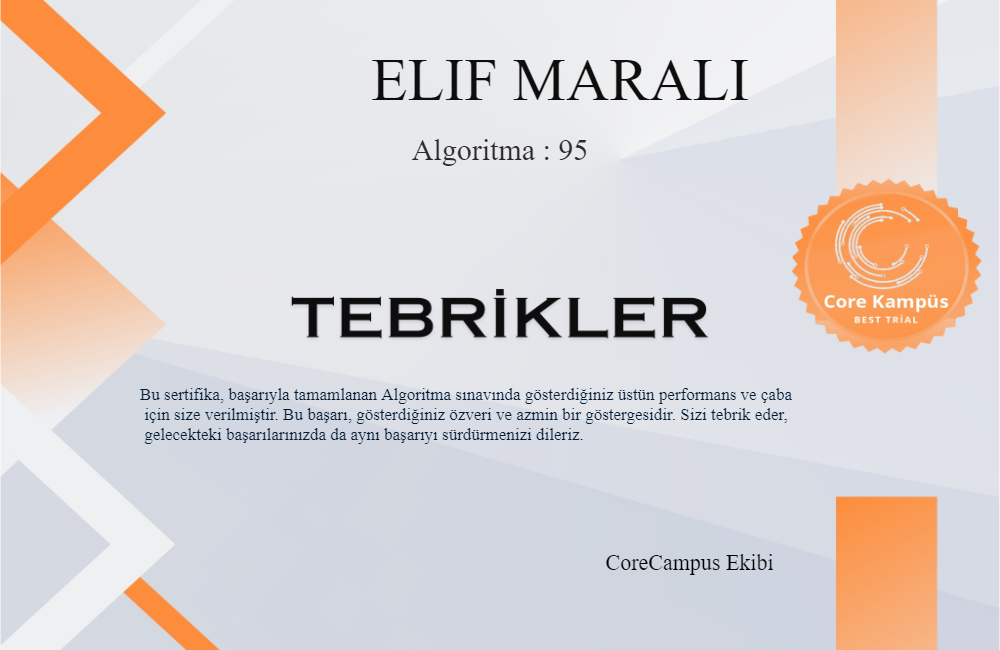 ELIF MARALI
Algoritma : 95
Core Kampüs
BEST TRİAL
TEBRİKLER
Bu sertifika, başarıyla tamamlanan Algoritma sınavında gösterdiğiniz üstün performans ve çaba
için size verilmiştir. Bu başarı, gösterdiğiniz özveri ve azmin bir göstergesidir. Sizi tebrik eder,
gelecekteki başarılarınızda da aynı başarıyı sürdürmenizi dileriz.
CoreCampus Ekibi